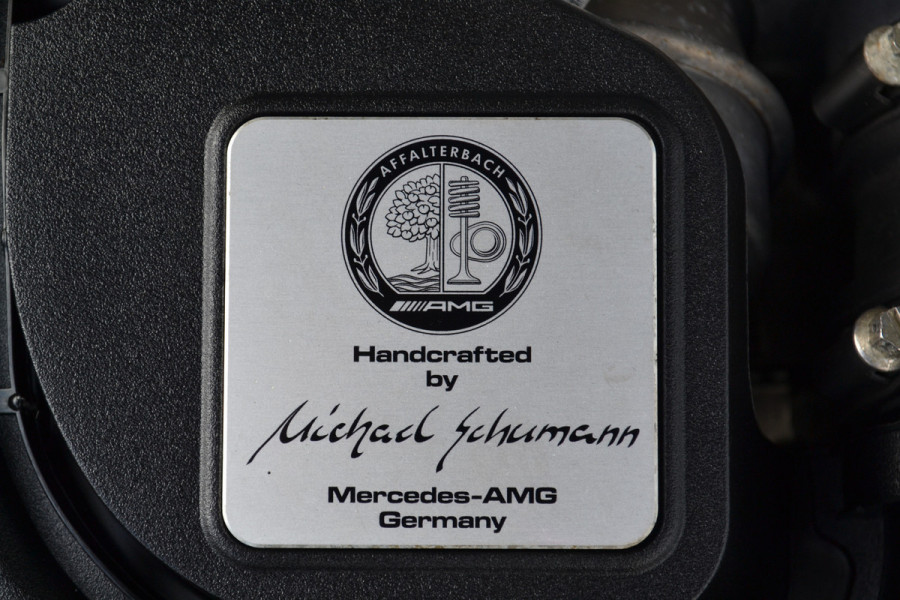 AFFALTERBACH
AMG
Handcrafted
by
Michael Schumann
Mercedes-AMG
Germany